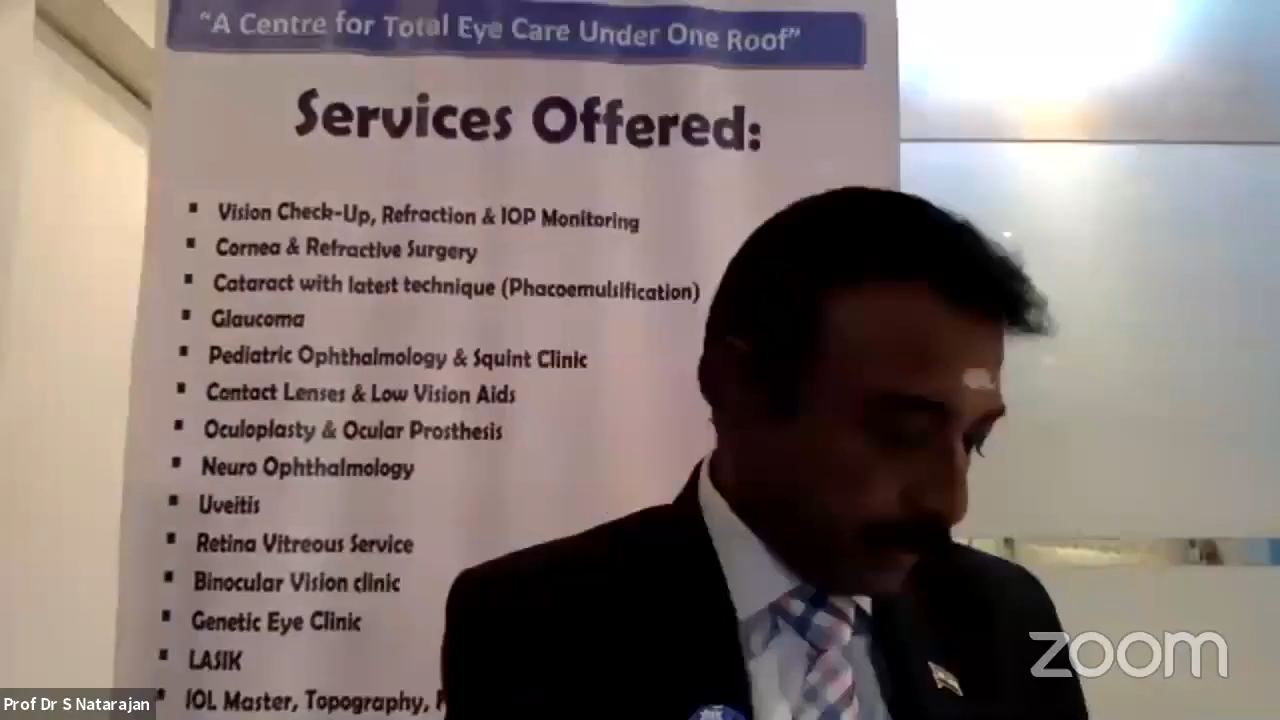 "A Centre for Total Eye Care Under One Roof"
Services Offered:
▪ Vision Check-Up, Refraction & IOP Monitoring
▪ Cornea & Refractive Surgery
▪ Cataract with latest technique (Phacoemulsification)
▪ Glaucoma
▪ Pediatric Ophthalmology & Squint Clinic
▪ Contact Lenses & Low Vision Aids
▪ Oculoplasty & Ocular Prosthesis
▪ Neuro Ophthalmology
▪ Uveitis
▪ Retina Vitreous Service
▪ Binocular Vision clinic
▪ Genetic Eye Clinic
▪ LASIK
▪ IOL Master, Topography,
zoom
Prof Dr S Natarajan